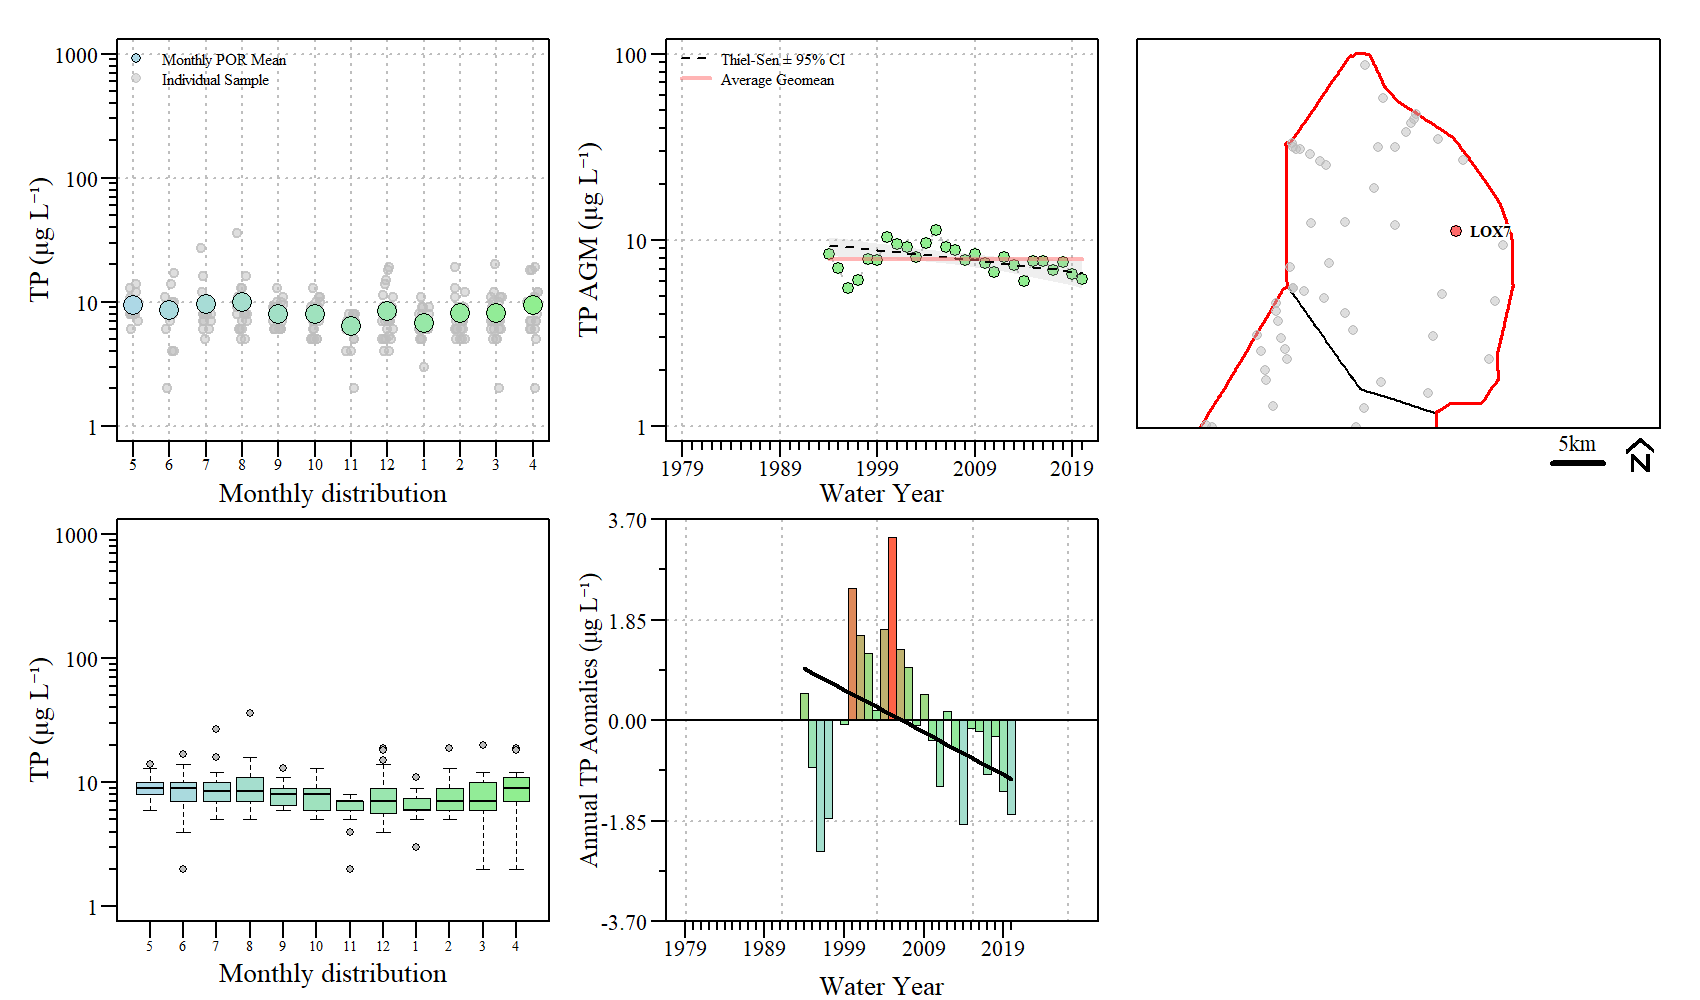 1000
100
10
1
TP (µg L⁻¹)
Monthly POR Mean
Individual Sample
5 6 7 8 9 10 11 12 1 2 3 4
Monthly distribution
100
10
1
TP AGM (µg L⁻¹)
Thiel-Sen ± 95% CI
Average Geomean
1979 1989 1999 2009 2019
Water Year
LOX7
5km
N
1000
100
10
1
TP (µg L⁻¹)
5 6 7 8 9 10 11 12 1 2 3 4
Monthly distribution
3.70
1.85
0.00
-1.85
-3.70
Annual TP Aomalies (µg L⁻¹)
1979 1989 1999 2009 2019
Water Year